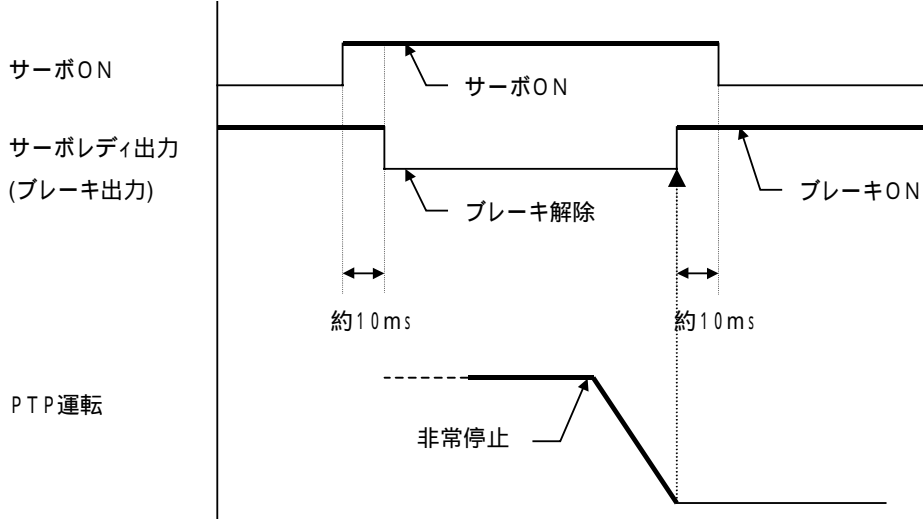 サーボON
サーボON
サーボレディ出力
(ブレーキ出力)
ブレーキON
ブレーキ解除
約10ms
約10ms
PTP運転
非常停止